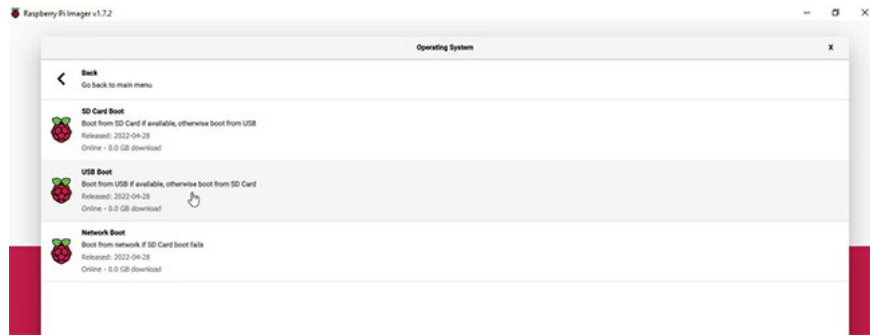 Raspberry Pi Imager v1.7.2
Operating System
X
Back
Go back to main menu
SD Card Boot
Boot from SD Card if available, otherwise boot from USB
Released: 2022-04-28
Online - 0.0 GB download
USB Boot
Boot from USB if available, otherwise boot from SD Card
Released: 2022-04-28
Online - 0.0 GB download
Network Boot
Boot from network if SD Card boot fails
Released: 2022-04-28
Online - 0.0 GB download